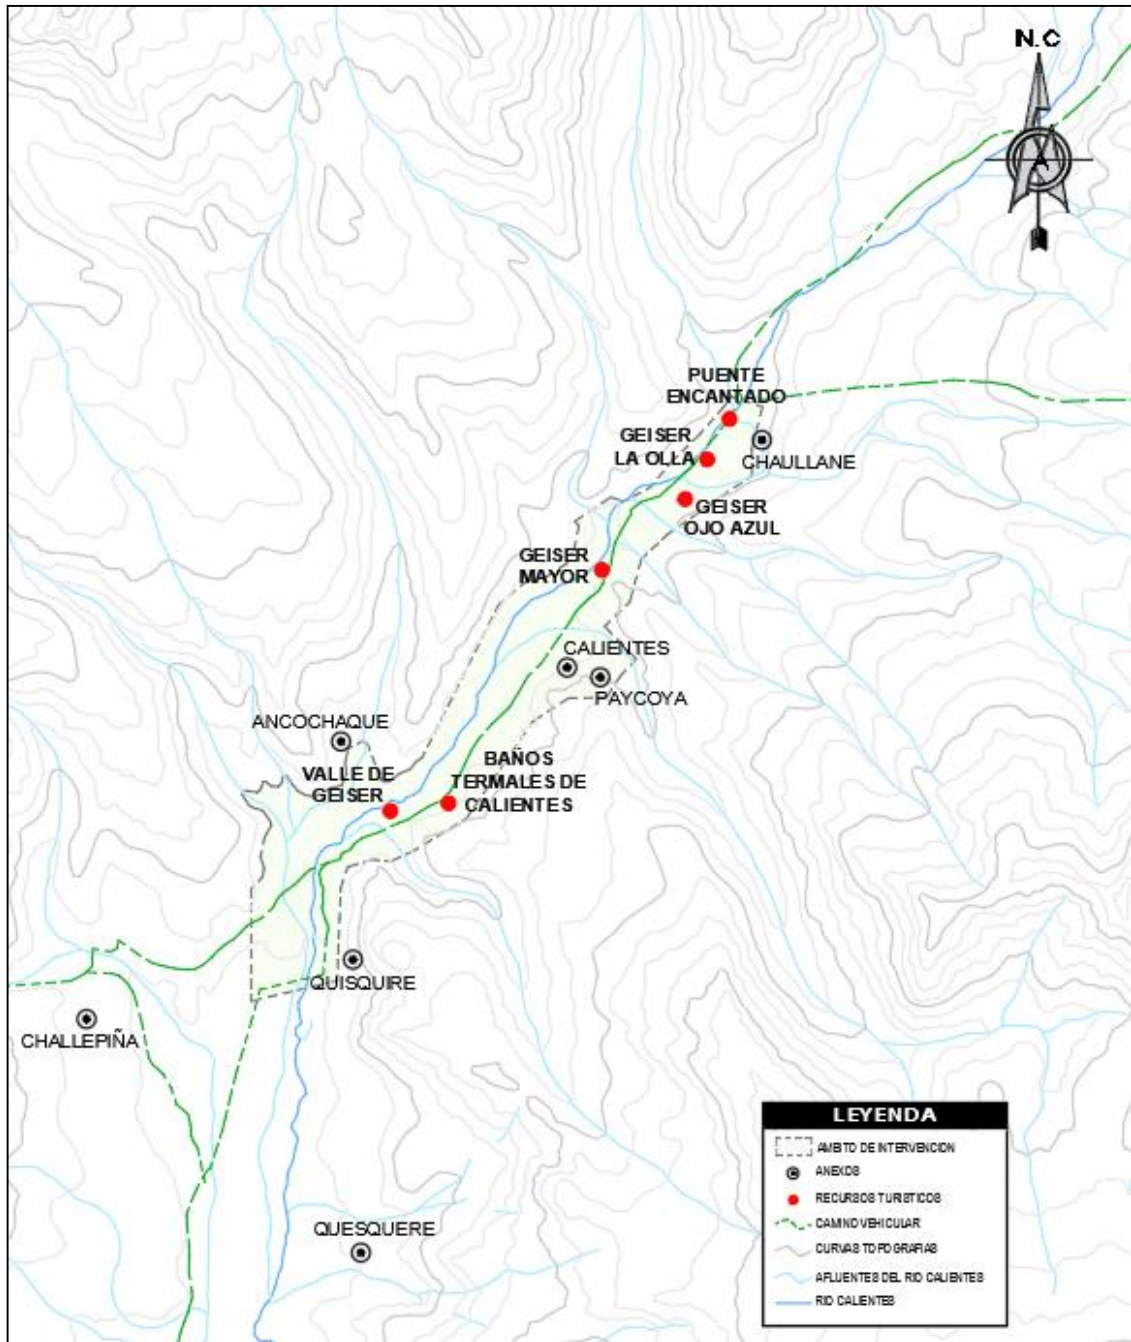 N.C
PUENTE
ENCANTADO
GEISER
LA OLLA
CHAULLANE
GEISER
OJO AZUL
GEISER
MAYOR
CALIENTES
PAYCOYA
ANCOCHAQUE
VALLE DE
GEISER
BAÑOS
TERMALES DE
CALIENTES
QUISQUIRE
CHALLEPIÑA
QUESQUERE
LEYENDA
AMBITO DE INTERVENCION
ANEXOS
RECURSOS TURISTICOS
CAMINO VEHICULAR
CURVAS TOPOGRAFIAS
AFLUENTES DEL RIO CALIENTES
RIO CALIENTES